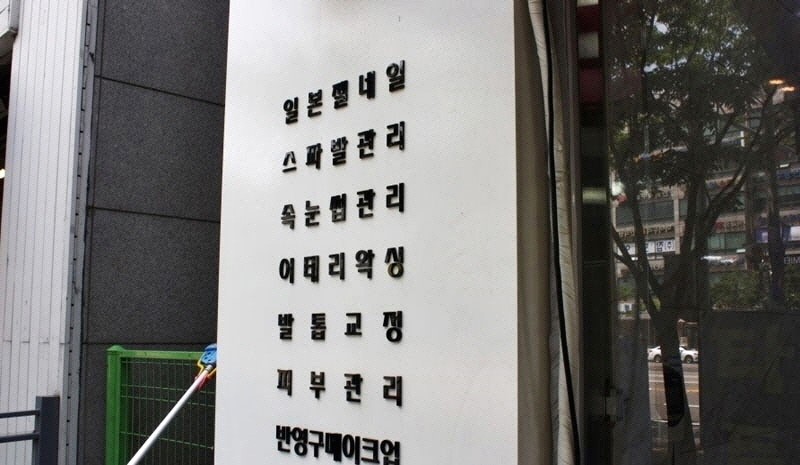 일본젤네일
스파발관리
속눈썹관리
이테리왁싱
발톱교정
피부관리
반영구메이크업